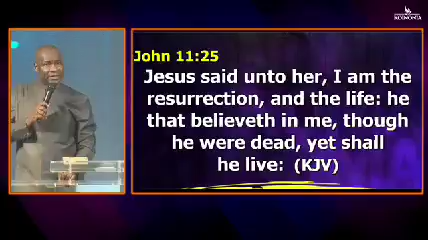 KOINONIA
John 11:25
Jesus said unto her, I am the
resurrection, and the life: he
that believeth in me, though
he were dead, yet shall
he live: (KJV)